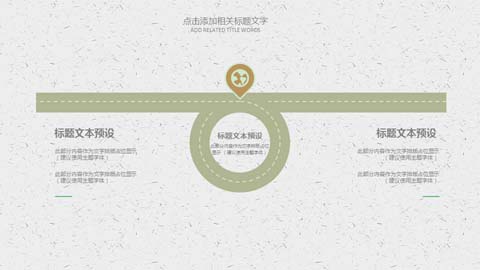 点击添加相关标题文字
ADD RELATED TITLE WORDS
标题文本预设
此部分内容作为文字排版占位显示
（建议使用主题字体）
此部分内容作为文字排版占位显示
（建议使用主题字体）
标题文本预设
此部分内容作为文字排版占位
显示 （建议使用主题字体）
标题文本预设
此部分内容作为文字排版占位显示
（建议使用主题字体）
此部分内容作为文字排版占位显示
（建议使用主题字体）